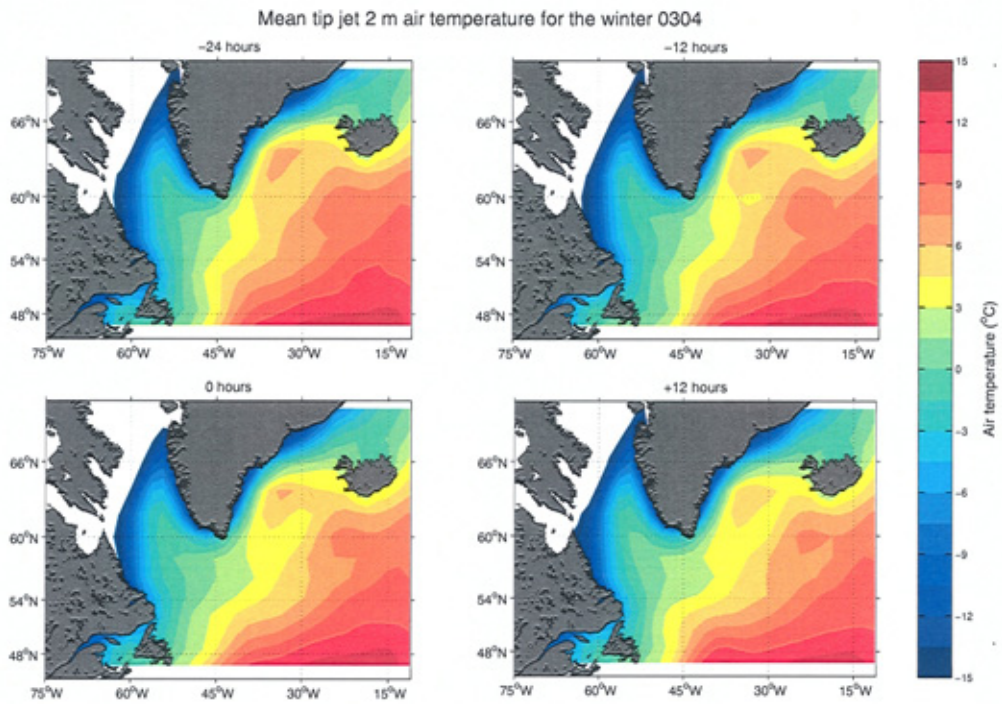 Mean tip jet 2 m air temperature for the winter 0304
−24 hours
66°N
60°N
54°N
48°N
75°W 60°W 45°W 30°W 15°W
−12 hours
66°N
60°N
54°N
48°N
75°W 60°W 45°W 30°W 15°W
0 hours
66°N
60°N
54°N
48°N
75°W 60°W 45°W 30°W 15°W
+12 hours
66°N
60°N
54°N
48°N
75°W 60°W 45°W 30°W 15°W
15
12
9
6
3
0
−3
−6
−9
−12
−15
Air temperature (°C)